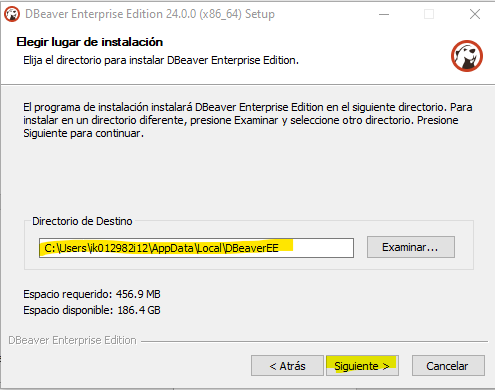 DBeaver Enterprise Edition 24.0.0 (x86_64) Setup
Elegir lugar de instalación
Elija el directorio para instalar DBeaver Enterprise Edition.
El programa de instalación instalará DBeaver Enterprise Edition en el siguiente directorio. Para
instalar en un directorio diferente, presione Examinar y seleccione otro directorio. Presione
Siguiente para continuar.
Directorio de Destino
C:\Users\ik012982i12\AppData\Local\DBeaverEE
Examinar...
Espacio requerido: 456.9 MB
Espacio disponible: 186.4 GB
DBeaver Enterprise Edition
< Atrás
Siguiente >
Cancelar